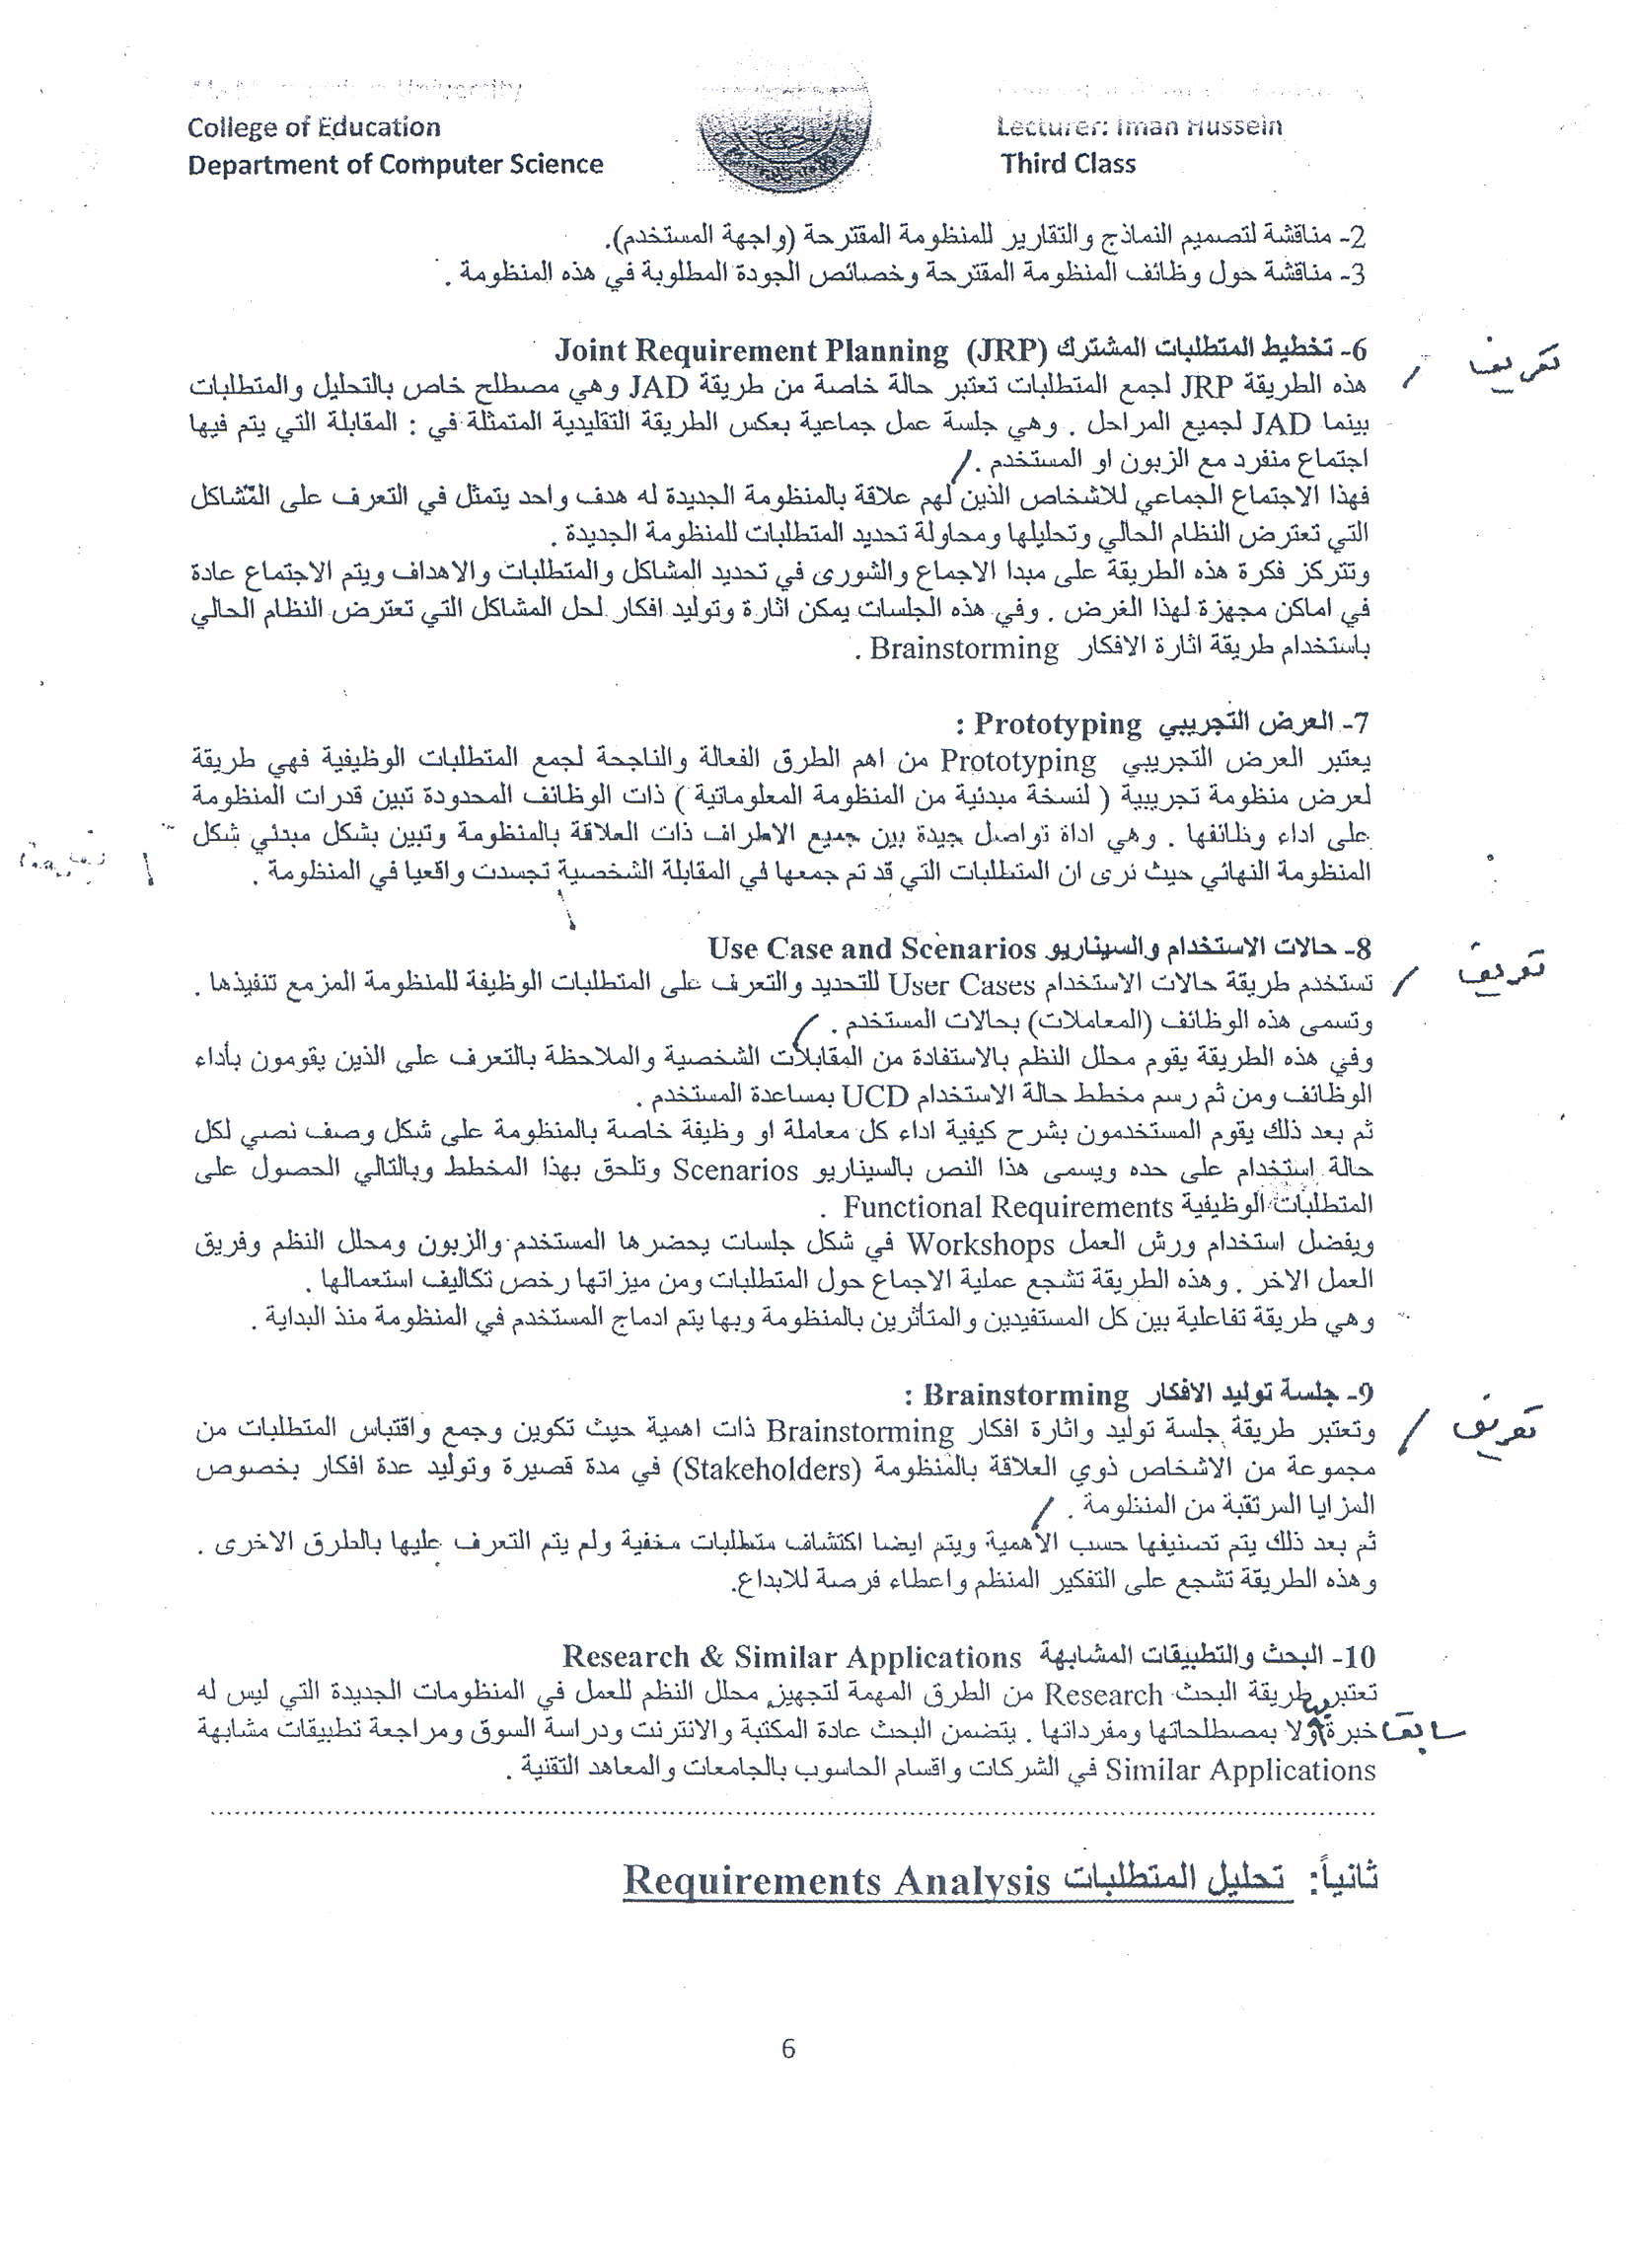 University
College of Education
Lecturer: Iman Hussein
Department of Computer Science
Third Class
2- مناقشة لتصميم النماذج والتقارير للمنظومة المقترحة (واجهة المستخدم).
3- مناقشة حول وظائف المنظومة المقترحة وخصائص الجودة المطلوبة في هذه المنظومة .
6- تخطيط المتطلبات المشترك Joint Requirement Planning (JRP)
تعريف
هذه الطريقة JRP لجمع المتطلبات تعتبر حالة خاصة من طريقة JAD وهي مصطلح خاص بالتحليل والمتطلبات
بينما JAD لجميع المراحل . وهي جلسة عمل جماعية بعكس الطريقة التقليدية المتمثلة في : المقابلة التي يتم فيها
اجتماع منفرد مع الزبون او المستخدم .
فهذا الاجتماع الجماعي للاشخاص الذين لهم علاقة بالمنظومة الجديدة له هدف واحد يتمثل في التعرف على المشاكل
التي تعترض النظام الحالي وتحليلها ومحاولة تحديد المتطلبات للمنظومة الجديدة .
وتتركز فكرة هذه الطريقة على مبدا الاجماع والشورى في تحديد المشاكل والمتطلبات والاهداف ويتم الاجتماع عادة
في اماكن مجهزة لهذا الغرض . وفي هذه الجلسات يمكن اثارة وتوليد افكار لحل المشاكل التي تعترض النظام الحالي
باستخدام طريقة اثارة الافكار Brainstorming .
7- العرض التجريبي Prototyping :
يعتبر العرض التجريبي Prototyping من اهم الطرق الفعالة والناجحة لجمع المتطلبات الوظيفية فهي طريقة
لعرض منظومة تجريبية ( لنسخة مبدئية من المنظومة المعلوماتية ) ذات الوظائف المحدودة تبين قدرات المنظومة
على اداء وظائفها . وهي اداة تواصل جيدة بين جميع الاطراف ذات العلاقة بالمنظومة وتبين بشكل مبدئي شكل
المنظومة النهائي حيث نرى ان المتطلبات التي قد تم جمعها في المقابلة الشخصية تجسدت واقعيا في المنظومة .
8- حالات الاستخدام والسيناريو Use Case and Scenarios
تعريف
تستخدم طريقة حالات الاستخدام User Cases للتحديد والتعرف على المتطلبات الوظيفة للمنظومة المزمع تنفيذها .
وتسمى هذه الوظائف (المعاملات) بحالات المستخدم .
وفي هذه الطريقة يقوم محلل النظم بالاستفادة من المقابلات الشخصية والملاحظة بالتعرف على الذين يقومون بأداء
الوظائف ومن ثم رسم مخطط حالة الاستخدام UCD بمساعدة المستخدم .
ثم بعد ذلك يقوم المستخدمون بشرح كيفية اداء كل معاملة او وظيفة خاصة بالمنظومة على شكل وصف نصي لكل
حالة استخدام على حده ويسمى هذا النص بالسيناريو Scenarios وتلحق بهذا المخطط وبالتالي الحصول على
المتطلبات الوظيفية Functional Requirements .
ويفضل استخدام ورش العمل Workshops في شكل جلسات يحضرها المستخدم والزبون ومحلل النظم وفريق
العمل الاخر . وهذه الطريقة تشجع عملية الاجماع حول المتطلبات ومن ميزاتها رخص تكاليف استعمالها .
وهي طريقة تفاعلية بين كل المستفيدين والمتأثرين بالمنظومة وبها يتم ادماج المستخدم في المنظومة منذ البداية .
9- جلسة توليد الافكار Brainstorming :
تعريف
وتعتبر طريقة جلسة توليد واثارة افكار Brainstorming ذات اهمية حيث تكوين وجمع واقتباس المتطلبات من
مجموعة من الاشخاص ذوي العلاقة بالمنظومة (Stakeholders) في مدة قصيرة وتوليد عدة افكار بخصوص
المزايا المرتقبة من المنظومة .
ثم بعد ذلك يتم تصنيفها حسب الأهمية ويتم ايضا اكتشاف متطلبات مخفية ولم يتم التعرف عليها بالطرق الاخرى .
وهذه الطريقة تشجع على التفكير المنظم واعطاء فرصة للابداع.
10- البحث والتطبيقات المشابهة Research & Similar Applications
تعتبر طريقة البحث Research من الطرق المهمة لتجهيز محلل النظم للعمل في المنظومات الجديدة التي ليس له
سابقا خبرة ولا بمصطلحاتها ومفرداتها . يتضمن البحث عادة المكتبة والانترنت ودراسة السوق ومراجعة تطبيقات مشابهة
Similar Applications في الشركات واقسام الحاسوب بالجامعات والمعاهد التقنية .
ثانياً: تحليل المتطلبات Requirements Analysis
6